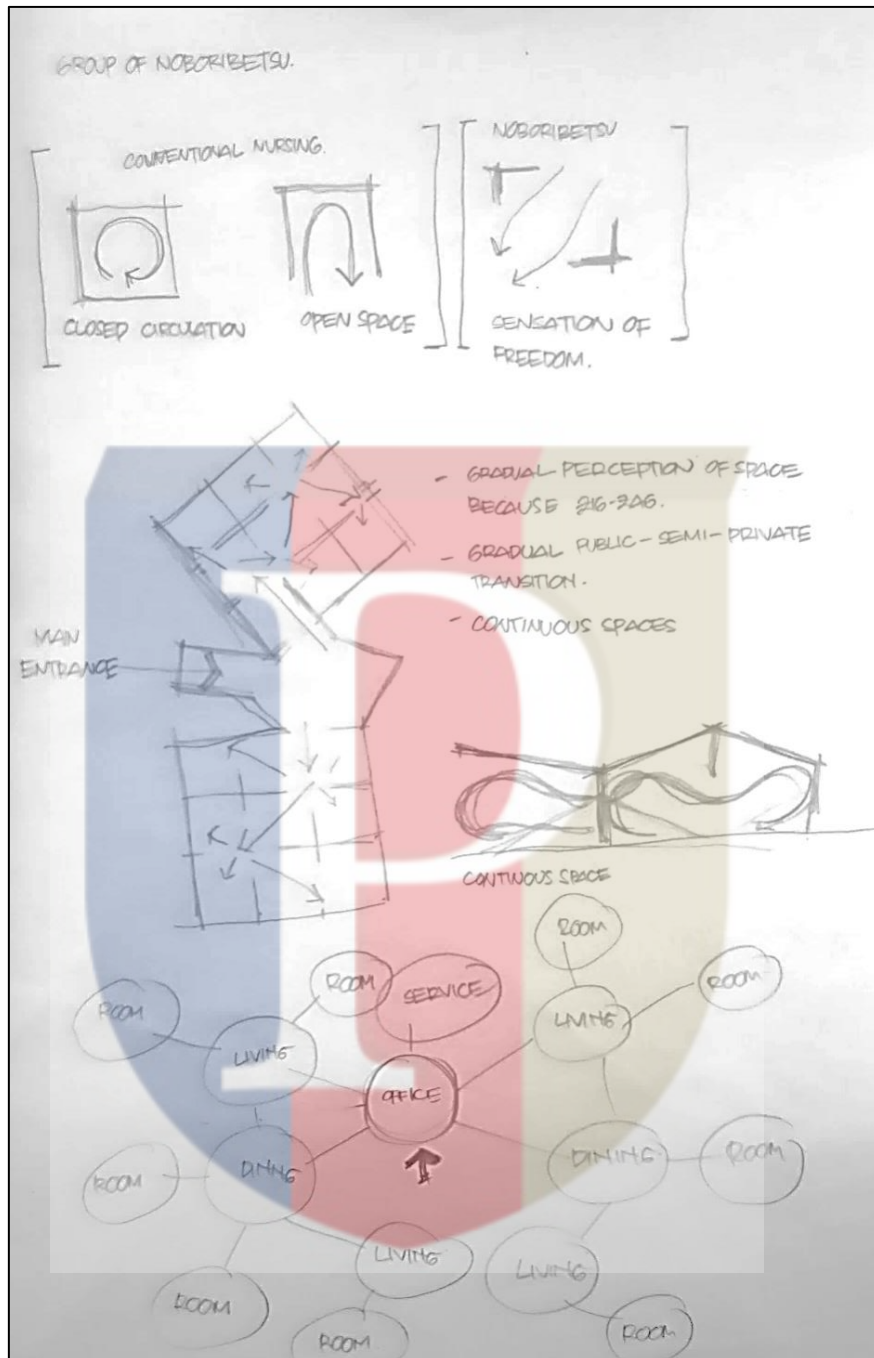 GROUP OF NOBORIBETSU.
CONVENTIONAL NURSING.
CLOSED CIRCULATION
OPEN SPACE
NOBORIBETSU
SENSATION OF
FREEDOM.
- GRADUAL PERCEPTION OF SPACE
BECAUSE ZIG-ZAG.
- GRADUAL PUBLIC-SEMI-PRIVATE
TRANSITION.
- CONTINUOUS SPACES
MAIN
ENTRANCE
CONTINOUS SPACE
ROOM
ROOM
SERVICE
ROOM
ROOM
LIVING
OFFICE
LIVING
ROOM
DINING
DINING
ROOM
LIVING
LIVING
ROOM
ROOM
ROOM